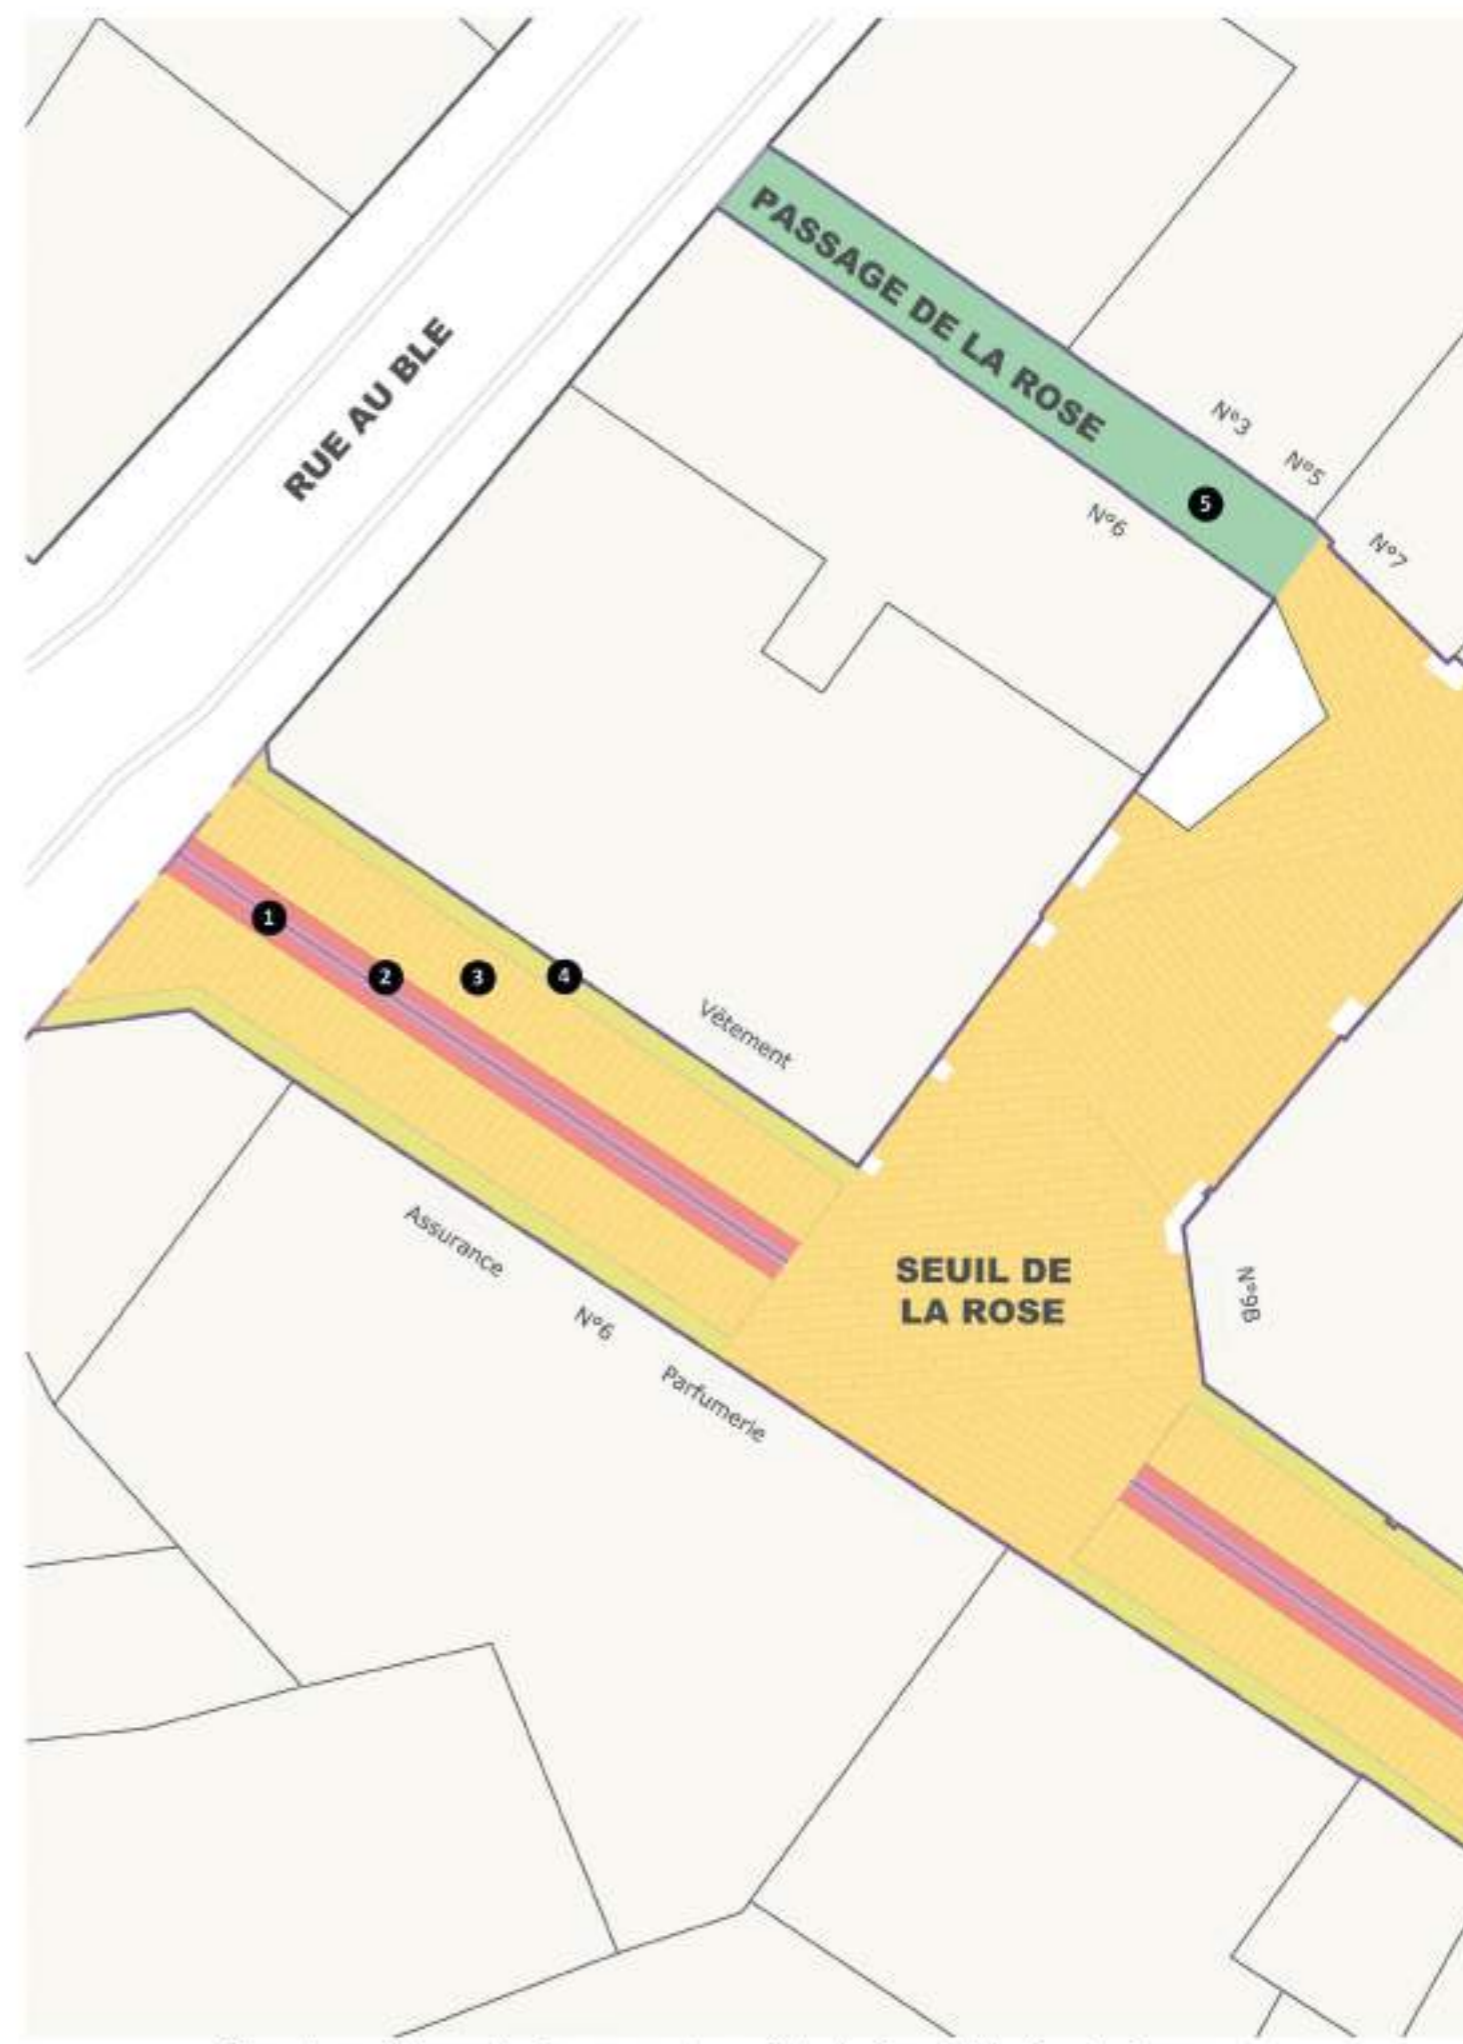 PASSAGE DE LA ROSE
RUE AU BLE
N°3
N°5
5
N°6
N°7
1
2
3
4
Vêtement
Assurance
N°6
Parfumerie
SEUIL DE
LA ROSE
N°9B